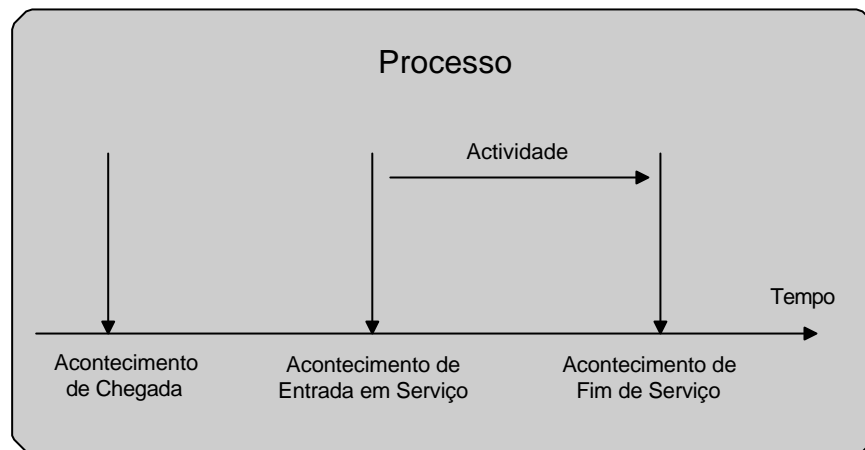 Processo
Actividade
Tempo
Acontecimento
de Chegada
Acontecimento de
Entrada em Serviço
Acontecimento de
Fim de Serviço